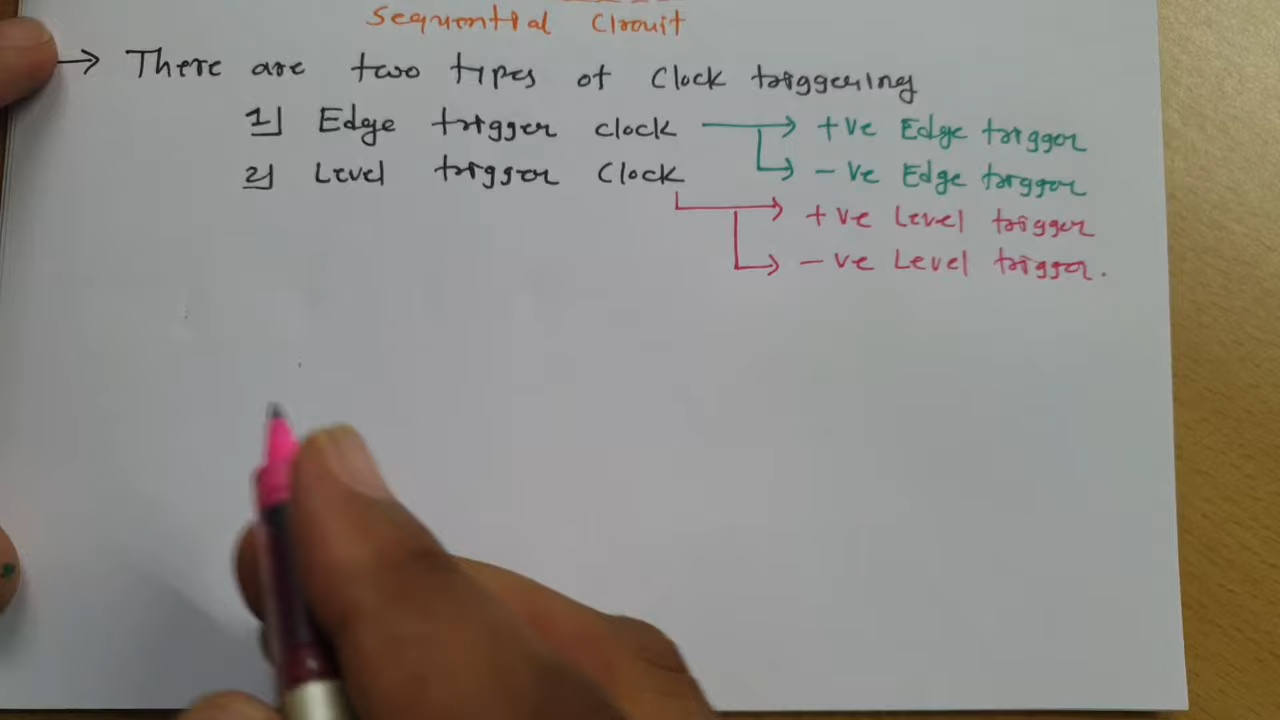 Sequential Circuit
→ There are two types of Clock triggering
1) Edge trigger clock → +ve Edge trigger
→ -ve Edge trigger
2) Level trigger Clock
→ +ve Level trigger
→ -ve Level trigger.